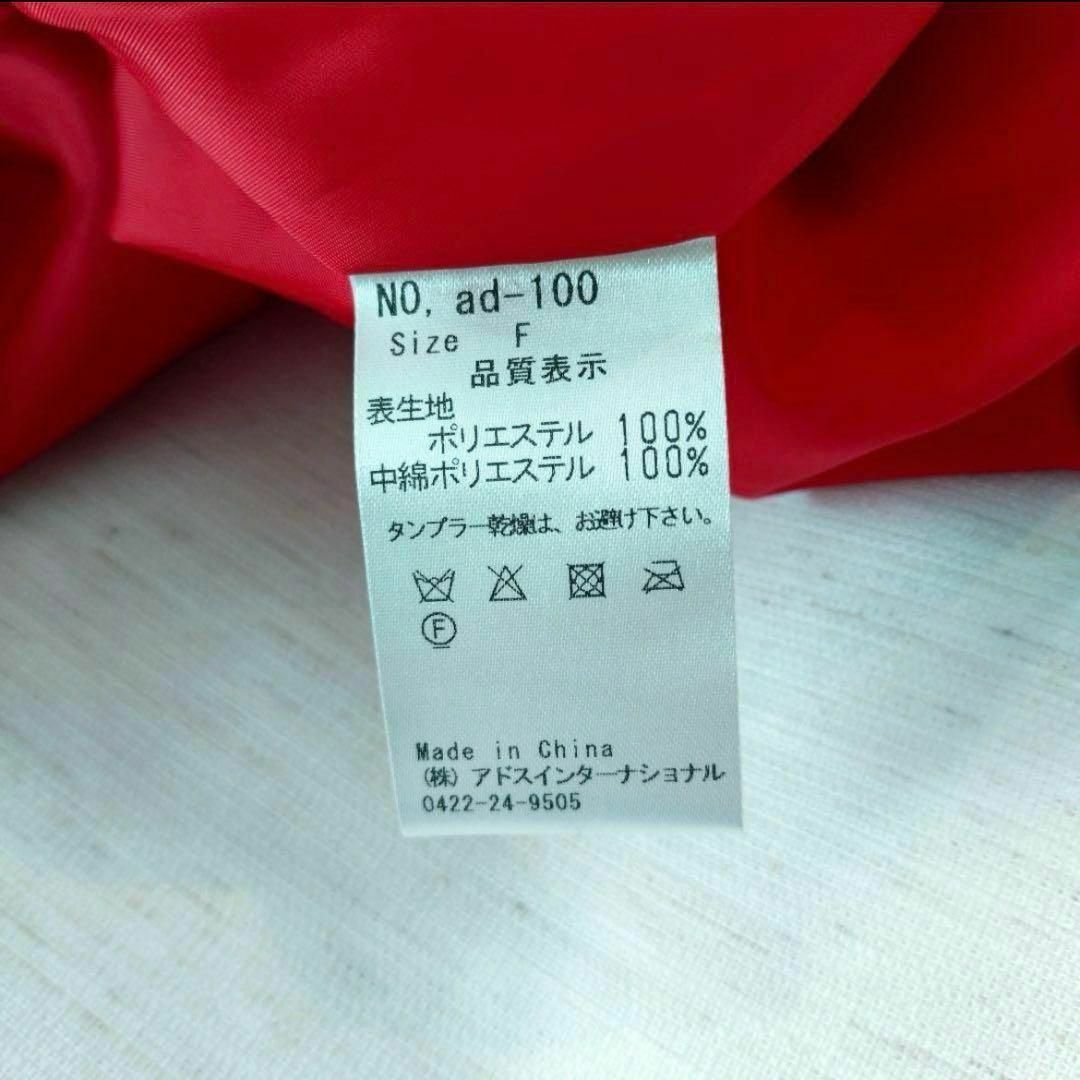 NO, ad-100
Size F
品質表示
表生地
ポリエステル 100%
中綿ポリエステル 100%
タンプラー乾燥は、お避け下さい。
F
Made in China
(株) アドスインターナショナル
0422-24-9505